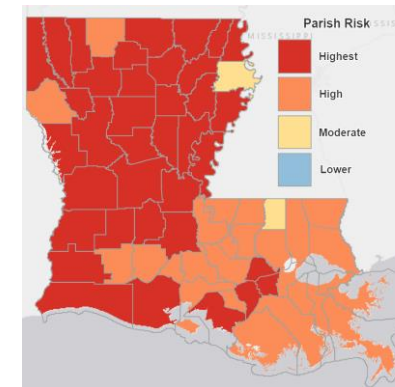 Parish Risk
MISSISSIPPI
Highest
High
Moderate
Lower